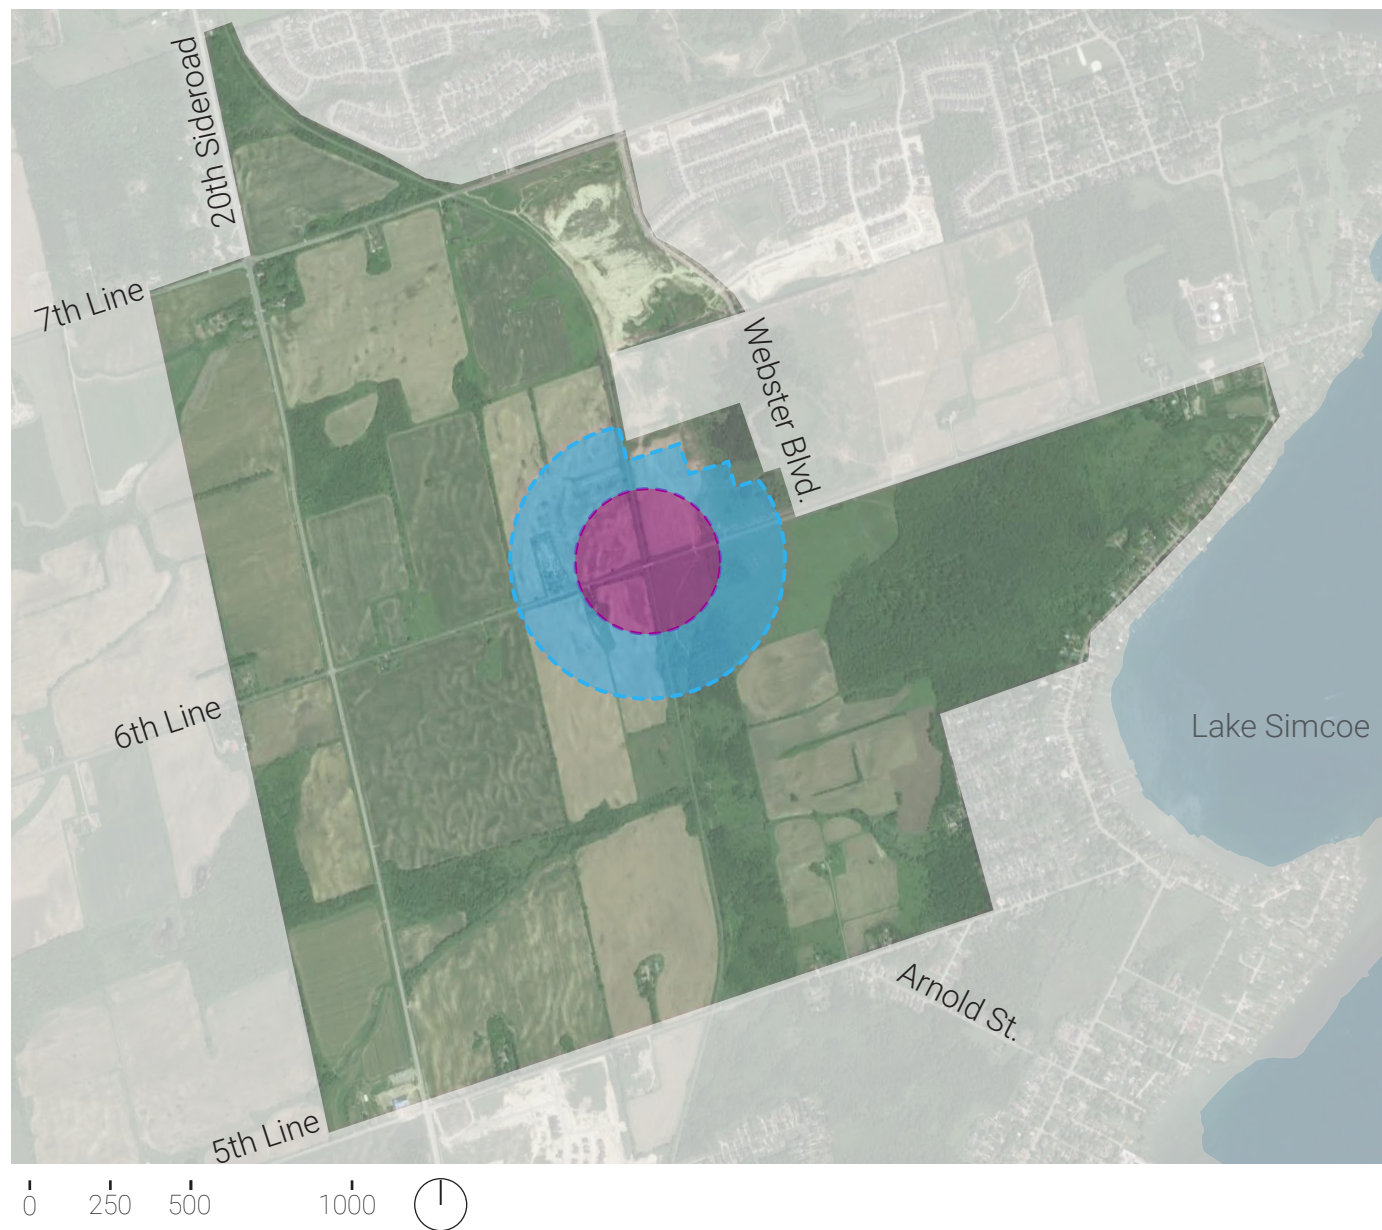 20th Sideroad
7th Line
Webster Blvd.
6th Line
Lake Simcoe
Arnold St.
5th Line
0 250 500 1000